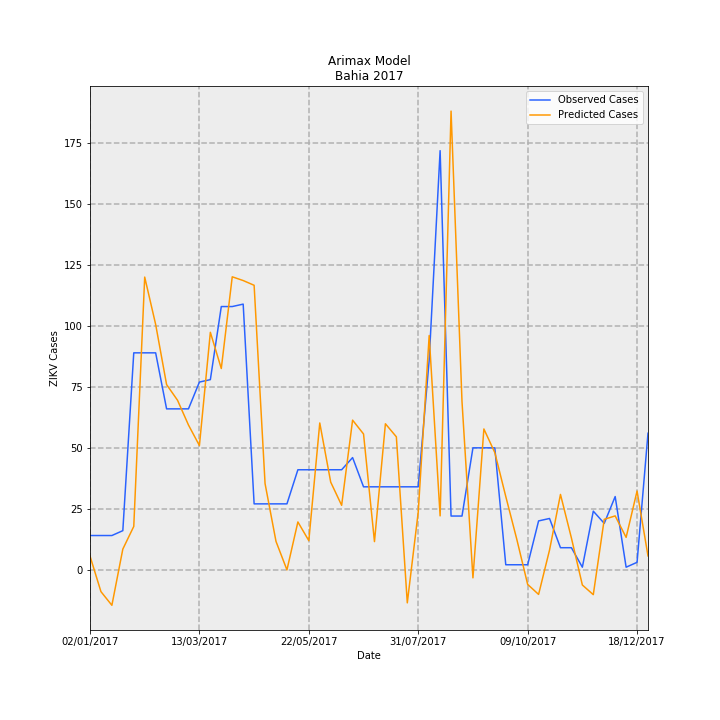 Arimax Model
Bahia 2017
Observed Cases
Predicted Cases
175
150
125
100
75
50
25
0
ZIKV Cases
02/01/2017
13/03/2017
22/05/2017
31/07/2017
09/10/2017
18/12/2017
Date